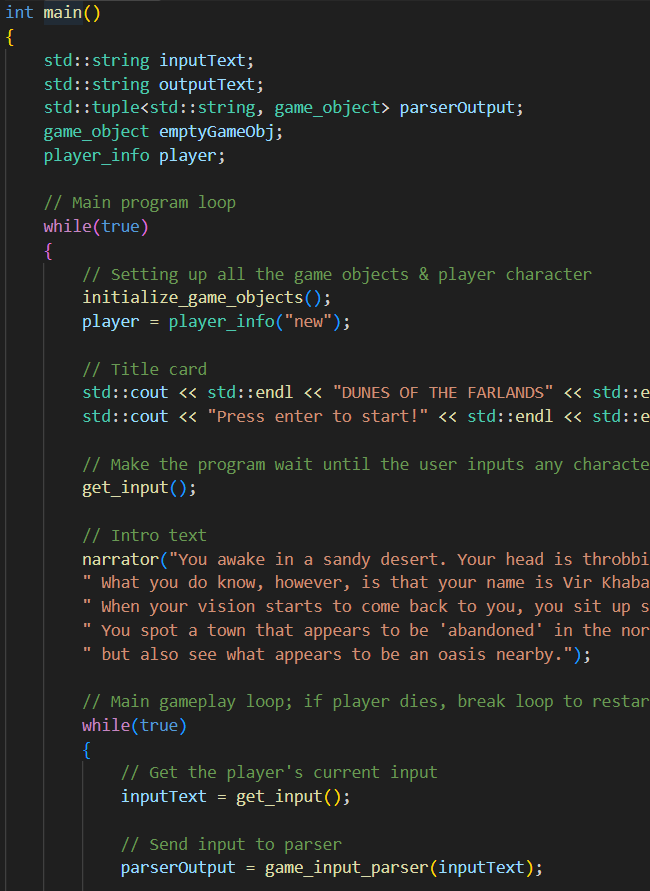 int main()
{
std::string inputText;
std::string outputText;
std::tuple<std::string, game_object> parserOutput;
game_object emptyGameObj;
player_info player;
// Main program loop
while(true)
{
// Setting up all the game objects & player character
initialize_game_objects();
player = player_info("new");
// Title card
std::cout << std::endl << "DUNES OF THE FARLANDS" << std::e
std::cout << "Press enter to start!" << std::endl << std::e
// Make the program wait until the user inputs any characte
get_input();
// Intro text
narrator("You awake in a sandy desert. Your head is throbbi
" What you do know, however, is that your name is Vir Khaba
" When your vision starts to come back to you, you sit up s
" You spot a town that appears to be 'abandoned' in the nor
" but also see what appears to be an oasis nearby.");
// Main gameplay loop; if player dies, break loop to restar
while(true)
{
// Get the player's current input
inputText = get_input();
// Send input to parser
parserOutput = game_input_parser(inputText);